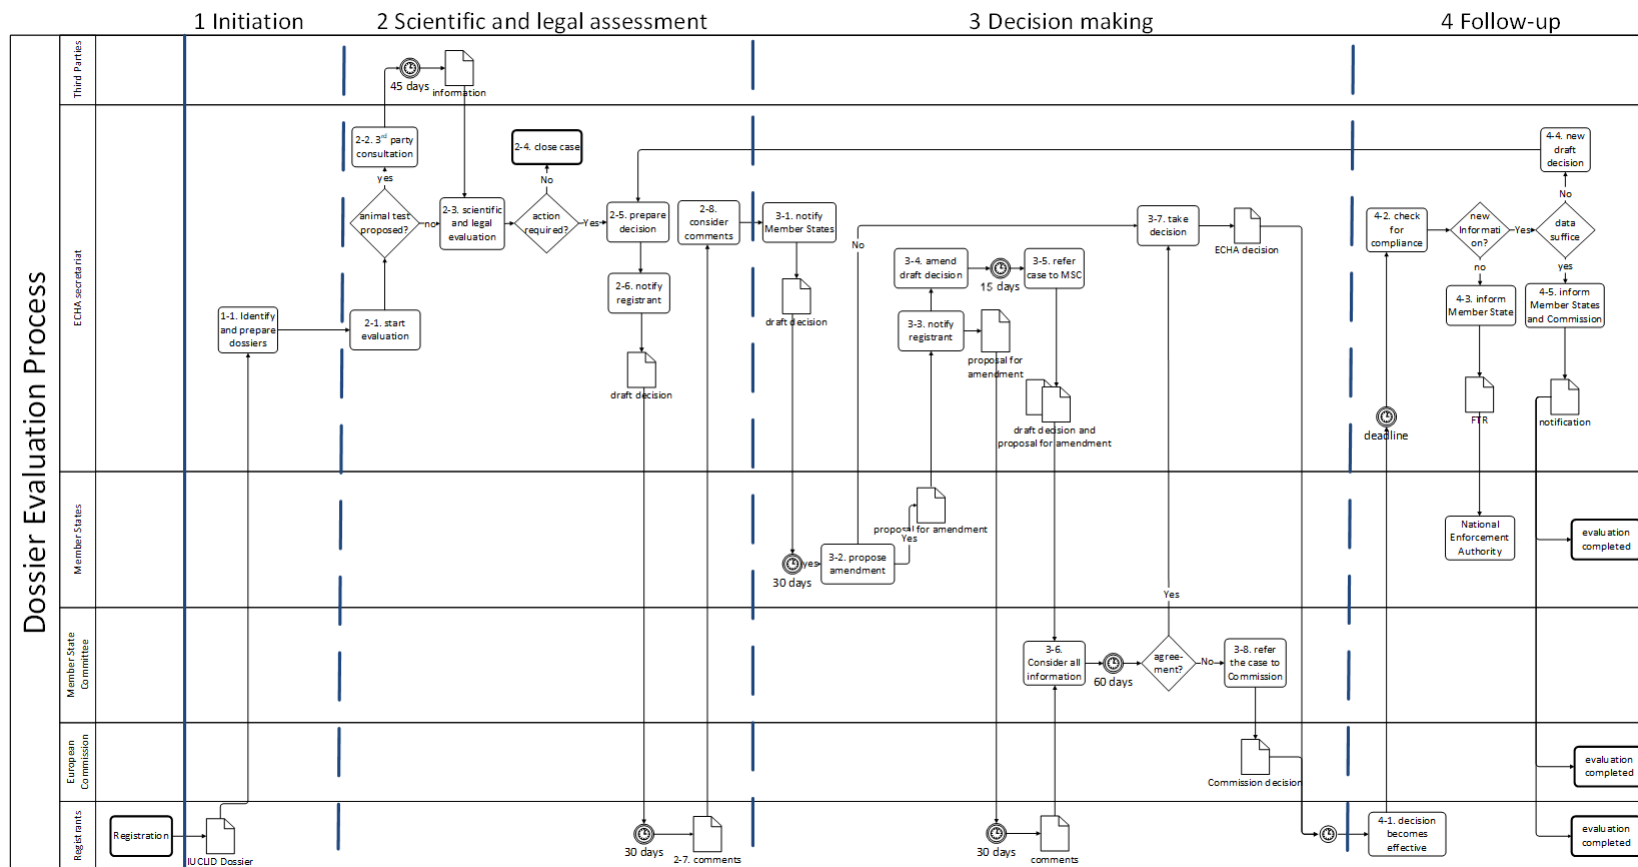 1 Initiation
2 Scientific and legal assessment
3 Decision making
4 Follow-up
Dossier Evaluation Process
Third Parties
45 days
information
ECHA secretariat
2-2. 3rd party
consultation
yes
animal test
proposed?
no
2-1. start
evaluation
1-1. Identify
and prepare
dossiers
2-3. scientific
and legal
evaluation
2-4. close case
No
action
required?
Yes
2-5. prepare
decision
2-6. notify
registrant
draft decision
2-8.
consider
comments
3-1. notify
Member States
draft decision
No
3-4. amend
draft decision
15 days
3-5. refer
case to MSC
3-3. notify
registrant
proposal for
amendment
draft decision and
proposal for amendment
3-7. take
decision
ECHA decision
4-2. check
for
compliance
deadline
new
Informati
on?
Yes
no
4-3. inform
Member State
FTR
4-4. new
draft
decision
No
data
suffice
yes
4-5. inform
Member States
and Commission
notification
Member States
30 days
yes
3-2. propose
amendment
Yes
proposal for amendment
National
Enforcement
Authority
evaluation
completed
Member State
Committee
3-6.
Consider all
information
60 days
agree-
ment?
Yes
No
3-8. refer
the case to
Commission
European
Commission
Commission decision
evaluation
completed
Registrants
Registration
IUCLID Dossier
30 days
2-7. comments
30 days
comments
4-1. decision
becomes
effective
evaluation
completed